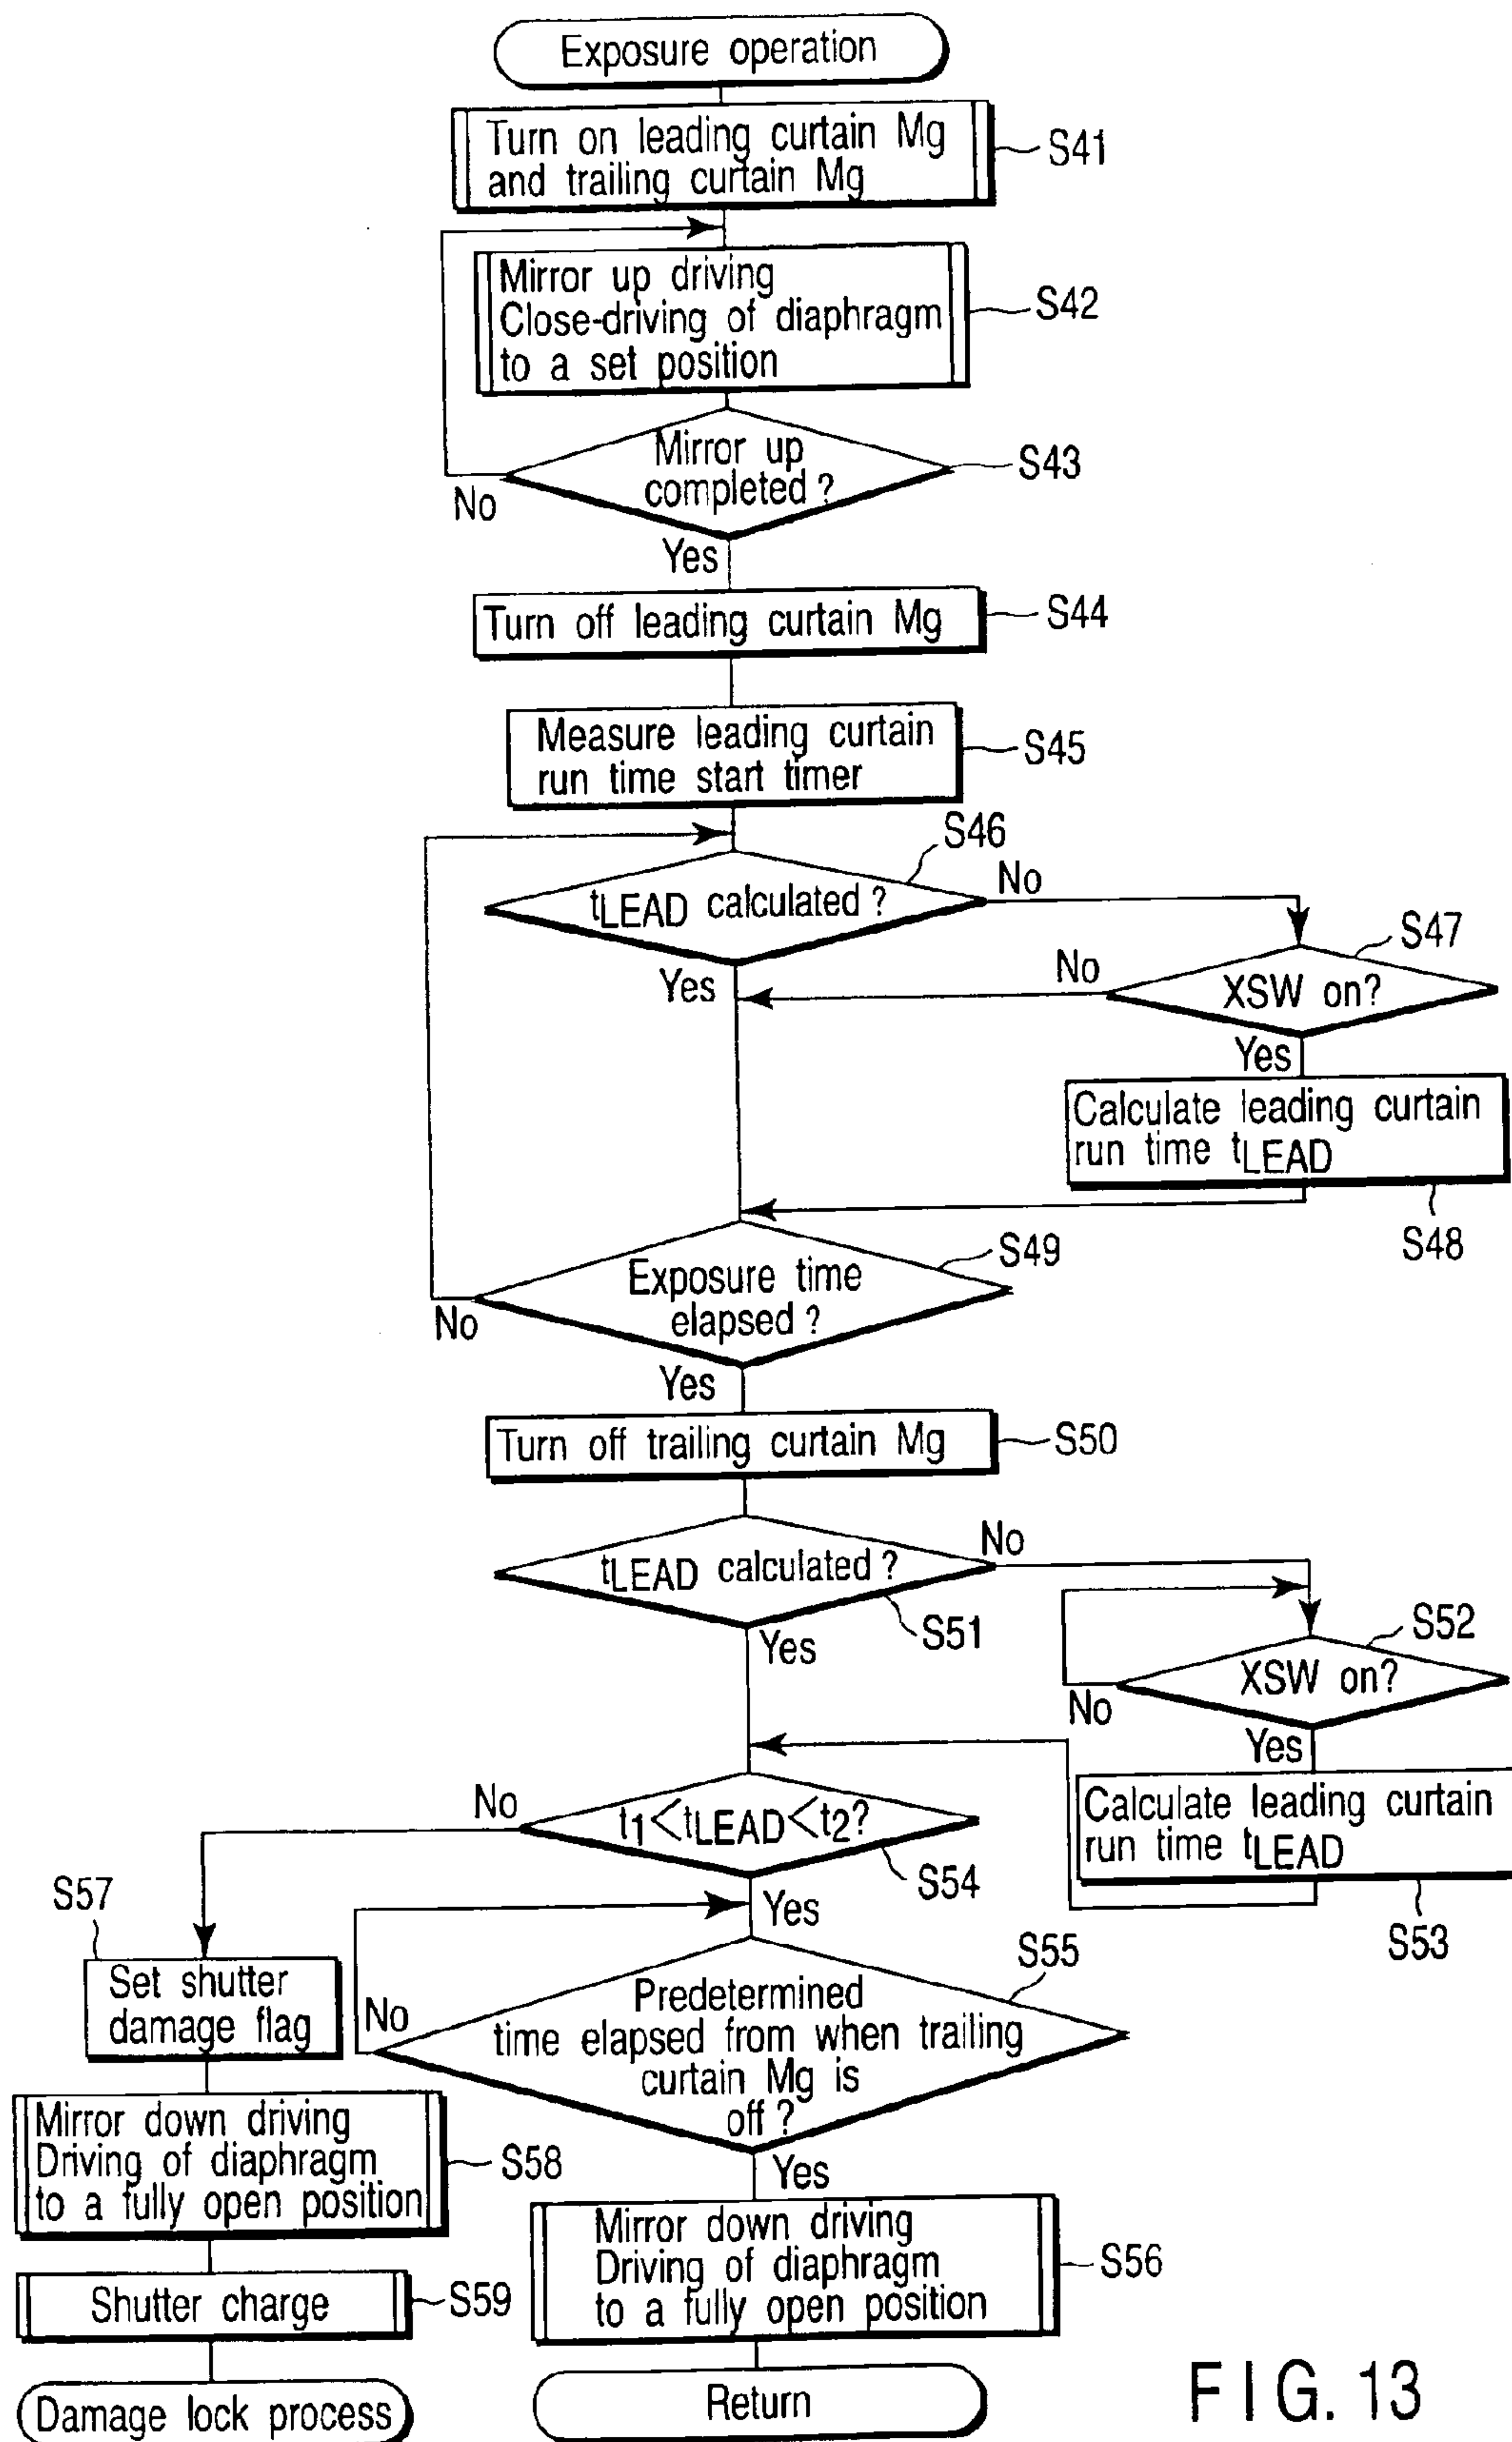 Exposure operation
Turn on leading curtain Mg
and trailing curtain Mg
S41
Mirror up driving
Close-driving of diaphragm
to a set position
S42
Mirror up
completed ?
S43
No
Yes
Turn off leading curtain Mg
S44
Measure leading curtain
run time start timer
S45
S46
tLEAD calculated ?
No
Yes
S47
XSW on?
No
Yes
Calculate leading curtain
run time tLEAD
S48
S49
Exposure time
elapsed ?
No
Yes
Turn off trailing curtain Mg
S50
tLEAD calculated ?
No
S51
Yes
S52
XSW on?
No
Yes
Calculate leading curtain
run time tLEAD
S53
t1<tLEAD<t2?
No
S54
Yes
S57
Set shutter
damage flag
S55
Predetermined
time elapsed from when trailing
curtain Mg is
off ?
No
Yes
Mirror down driving
Driving of diaphragm
to a fully open position
S58
Mirror down driving
Driving of diaphragm
to a fully open position
S56
Shutter charge
S59
Damage lock process
Return
FIG. 13